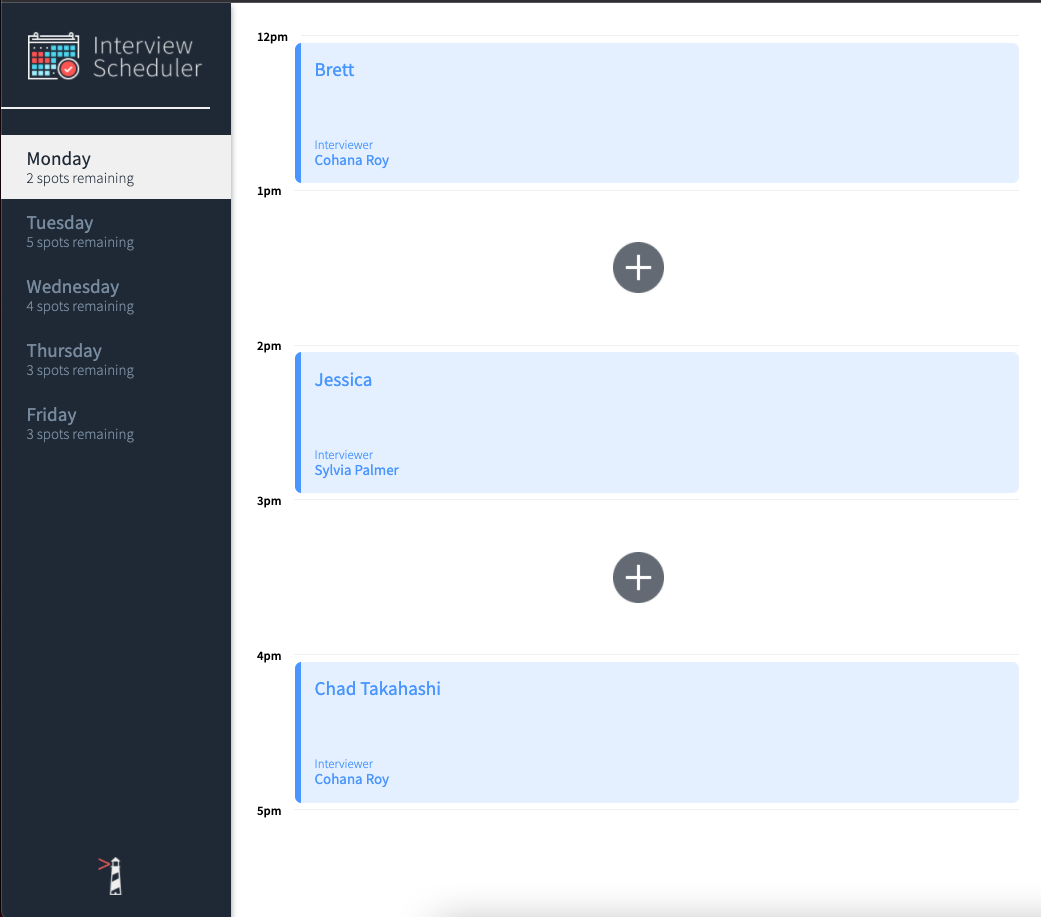 Interview
Scheduler
Monday
2 spots remaining
Tuesday
5 spots remaining
Wednesday
4 spots remaining
Thursday
3 spots remaining
Friday
3 spots remaining
12pm
Brett
Interviewer
Cohana Roy
1pm
2pm
Jessica
Interviewer
Sylvia Palmer
3pm
4pm
Chad Takahashi
Interviewer
Cohana Roy
5pm